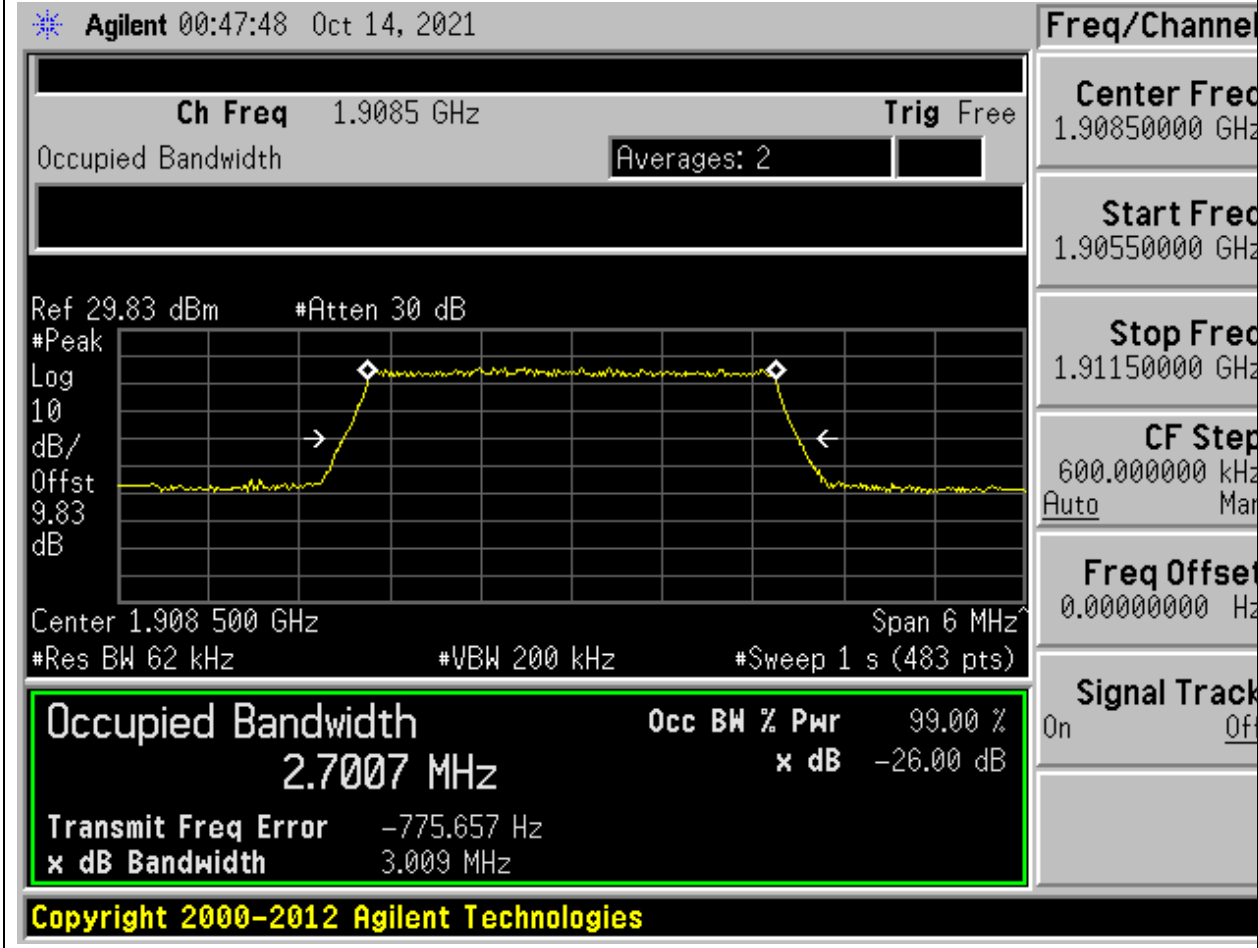 Agilent 00:47:48 Oct 14, 2021
Ch Freq 1.9085 GHz Trig Free
Occupied Bandwidth Averages: 2
Ref 29.83 dBm #Atten 30 dB
#Peak
Log
10
dB/
Offst
9.83
dB
Center 1.908 500 GHz Span 6 MHz^
#Res BW 62 kHz #VBW 200 kHz #Sweep 1 s (483 pts)
Occupied Bandwidth Occ BW % Pwr 99.00 %
2.7007 MHz x dB -26.00 dB
Transmit Freq Error -775.657 Hz
x dB Bandwidth 3.009 MHz
Copyright 2000-2012 Agilent Technologies
Freq/Channel
Center Freq
1.90850000 GHz
Start Freq
1.90550000 GHz
Stop Freq
1.91150000 GHz
CF Step
600.000000 kHz
Auto Man
Freq Offset
0.00000000 Hz
Signal Track
On Off